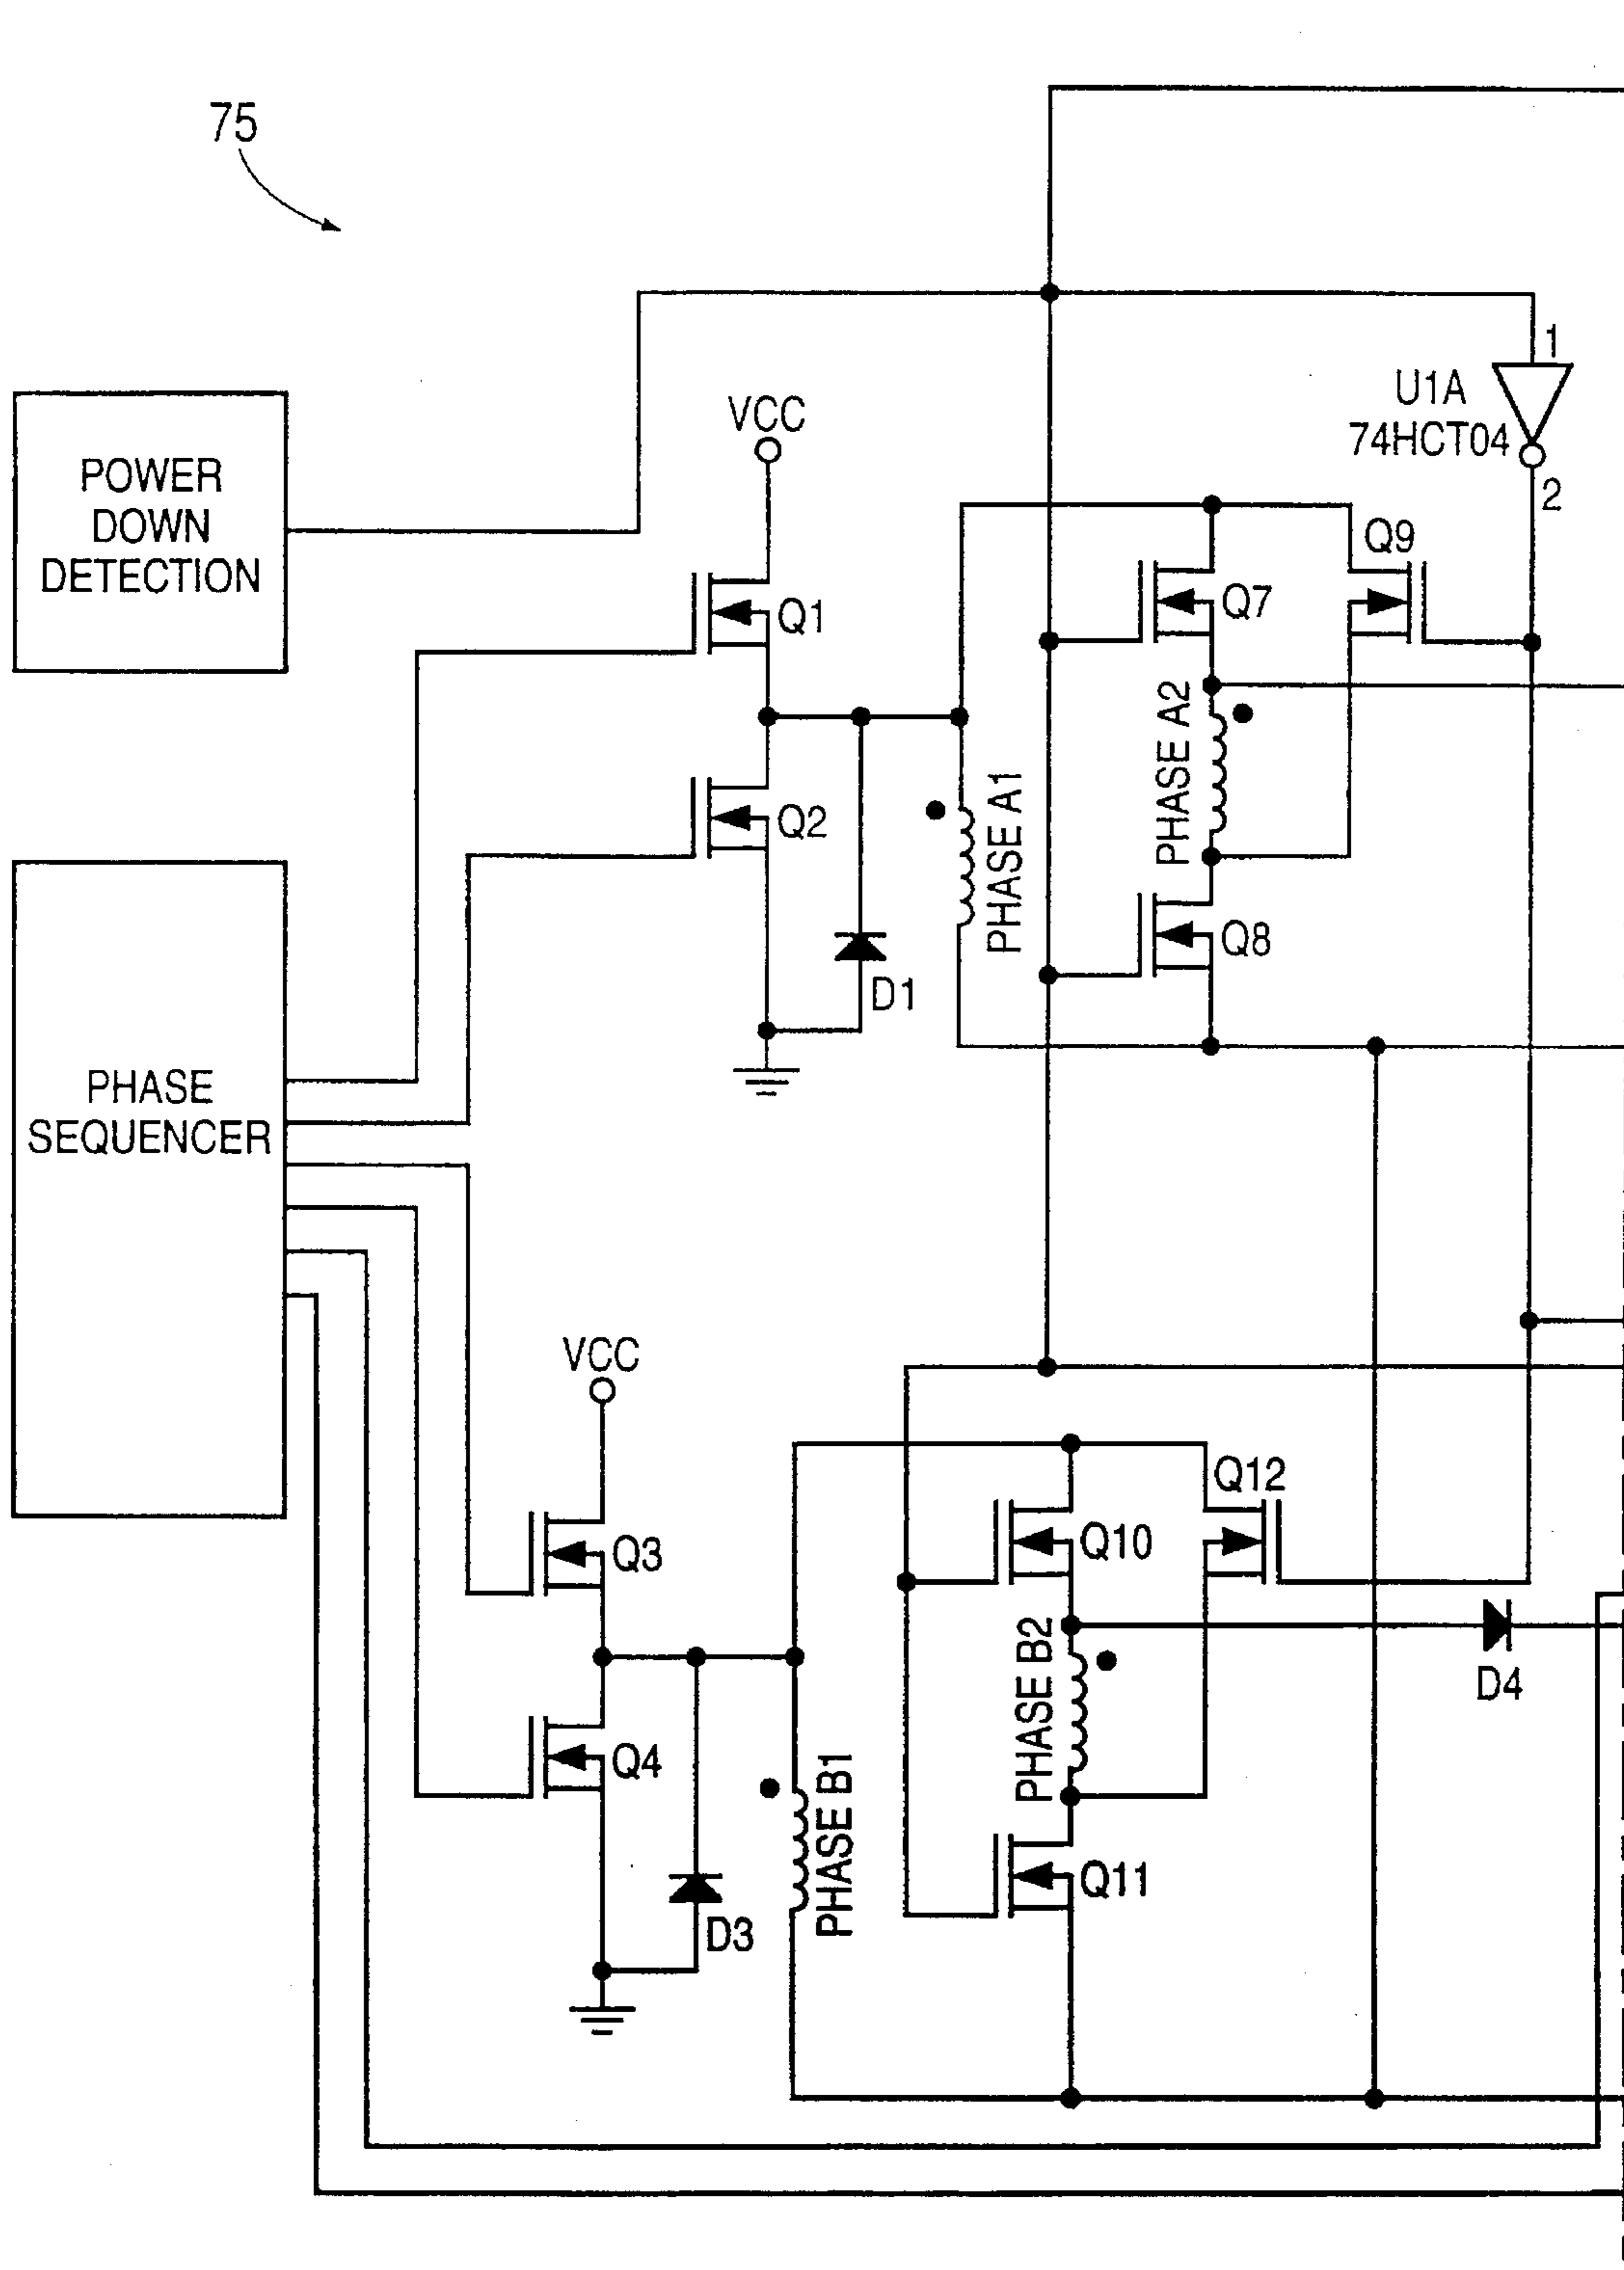 75
1
U1A
74HCT04
2
VCC
POWER
DOWN
DETECTION
Q9
Q7
Q1
PHASE A2
Q2
PHASE A1
Q8
D1
PHASE
SEQUENCER
VCC
Q12
Q10
Q3
PHASE B2
D4
Q4
PHASE B1
Q11
D3